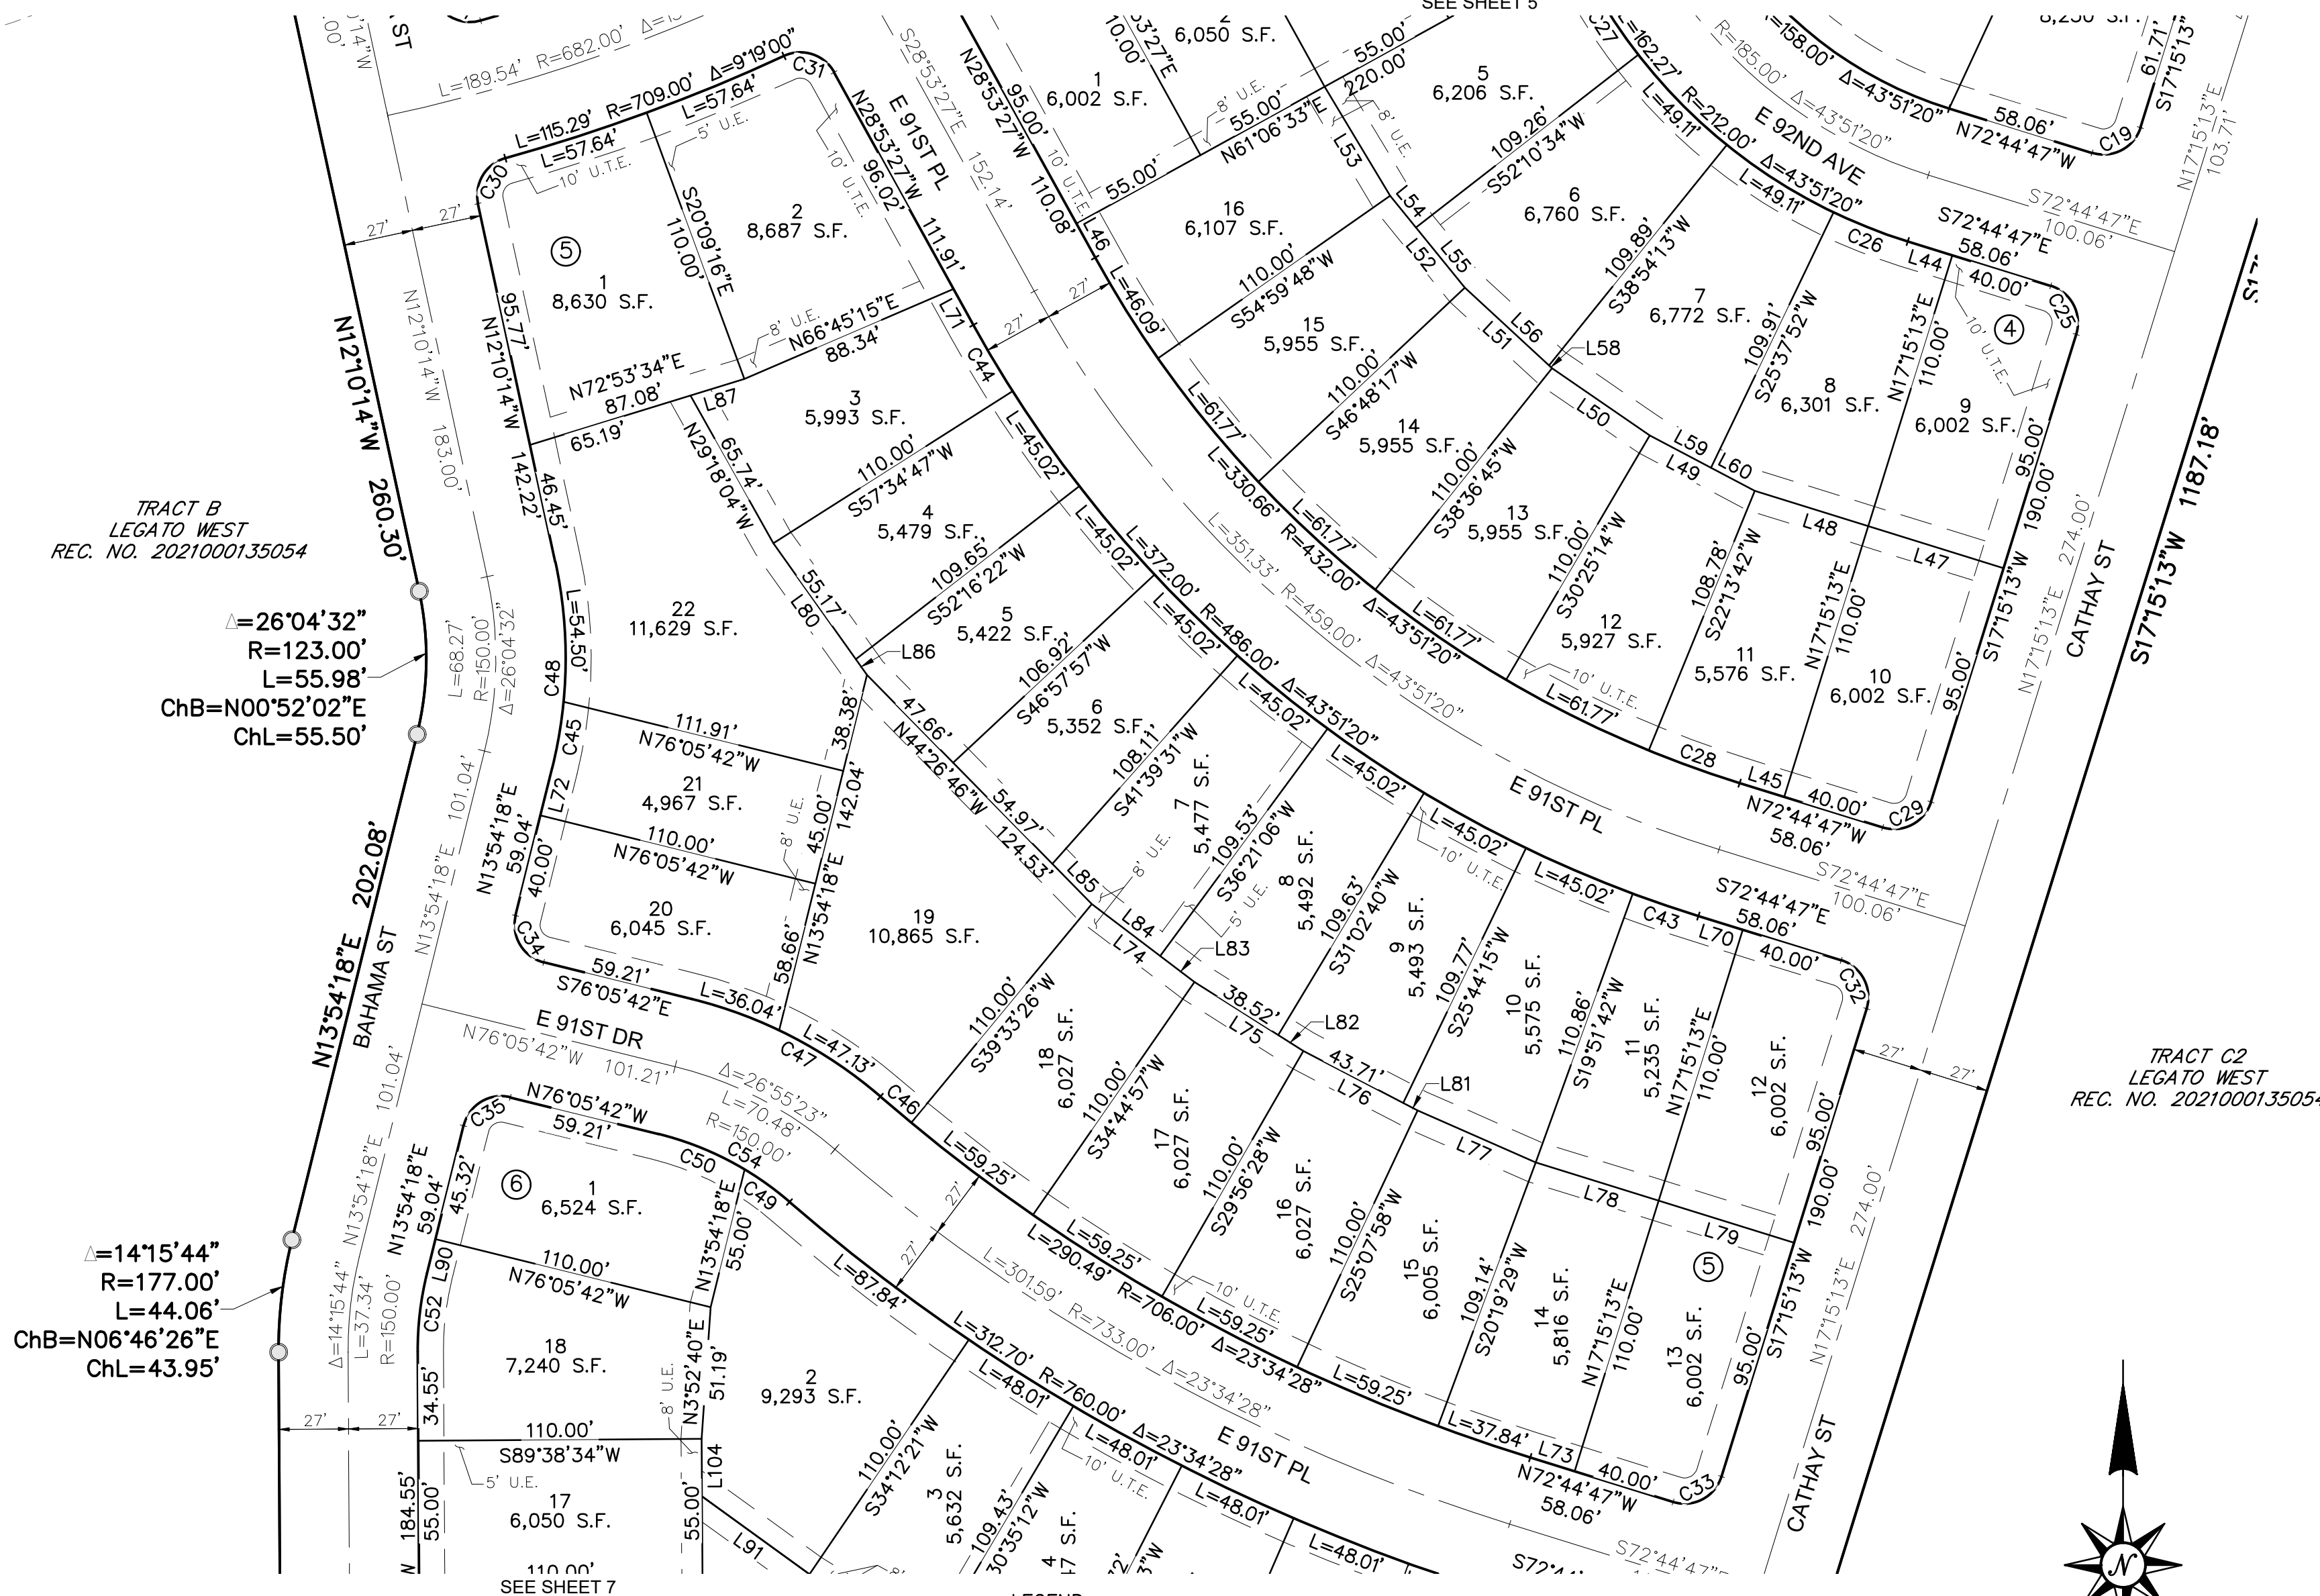 SEE SHEET 5
ST
L=189.54' R=682.00'
L=115.29' R=709.00' Δ=9°19'00"
L=57.64'
L=57.64'
C31
C30
5' U.E.
10' U.T.E.
10' U.T.E.
27'
27'
5
1
8,630 S.F.
2
8,687 S.F.
S20°09'16"E
110.00'
N28°53'27"W
96.02'
111.91'
E 91ST PL
S28°53'27"E 152.14'
N28°53'27"W 110.08'
95.00'
10' U.T.E.
L46
1
6,002 S.F.
2
6,050 S.F.
8' U.E.
55.00'
55.00'
55.00'
N61°06'33"E 220.00'
8' U.E.
5
6,206 S.F.
L53
L54
109.26'
S52°10'34"W
C27
L=162.27' R=212.00' Δ=43°51'20"
L=49.11'
L=49.11'
R=185.00' Δ=43°51'20"
E 92ND AVE
L=158.00' Δ=43°51'20"
58.06'
N72°44'47"W
C19
61.71'
S17°15'13"
N17°15'13"E
103.71'
S72°44'47"E
100.06'
S72°44'47"E
58.06'
C26
L44
40.00'
C25
4
10' U.T.E.
16
6,107 S.F.
6
6,760 S.F.
109.89'
S38°54'13"W
7
6,772 S.F.
109.91'
S25°37'52"W
8
6,301 S.F.
N17°15'13"E
110.00'
9
6,002 S.F.
95.00'
190.00'
S17°15'13"W
95.00'
L52
L55
110.00'
S54°59'48"W
L=46.09'
15
5,955 S.F.
L51
L56
L58
110.00'
S46°48'17"W
L=61.77'
14
5,955 S.F.
L50
L59
L60
L49
110.00'
S38°36'45"W
13
5,955 S.F.
110.00'
S30°25'14"W
12
5,927 S.F.
108.78'
S22°13'42"W
11
5,576 S.F.
L48
L47
N17°15'13"E
110.00'
10
6,002 S.F.
L=330.66' R=432.00' Δ=43°51'20"
L=61.77'
L=61.77'
L=61.77'
10' U.T.E.
C28
L45
40.00'
C29
N72°44'47"W
58.06'
L=351.33' R=459.00' Δ=43°51'20"
E 91ST PL
S72°44'47"E
100.06'
N17°15'13"E 274.00'
CATHAY ST
S17°15'13"W 1187.18'
N12°10'14"W 260.30'
N12°10'14"W 183.00'
95.77'
N12°10'14"W 142.22'
46.45'
N72°53'34"E
87.08'
65.19'
L87
8' U.E.
N66°45'15"E
88.34'
L71
C44
27'
27'
3
5,993 S.F.
65.74'
N29°18'04"W
110.00'
S57°34'47"W
4
5,479 S.F.
109.65'
S52°16'22"W
55.17'
L80
L86
5
5,422 S.F.
106.92'
S46°57'57"W
47.66'
N44°26'46"W 124.53'
6
5,352 S.F.
54.97'
108.11'
S41°39'31"W
7
5,477 S.F.
109.53'
S36°21'06"W
L85
8' U.E.
L84
L74
5' U.E.
L83
L=45.02'
L=45.02'
L=372.00' R=486.00' Δ=43°51'20"
L=45.02'
L=45.02'
L=45.02'
L=45.02'
L=45.02'
10' U.T.E.
8
5,492 S.F.
109.63'
S31°02'40"W
9
5,493 S.F.
109.77'
S25°44'15"W
10
5,575 S.F.
110.86'
S19°51'42"W
11
5,235 S.F.
N17°15'13"E
110.00'
12
6,002 S.F.
C43
L70
S72°44'47"E
58.06'
40.00'
C32
27'
27'
95.00'
190.00'
S17°15'13"W
95.00'
38.52'
L75
L82
43.71'
L76
L81
L77
L78
L79
5
TRACT B
LEGATO WEST
REC. NO. 2021000135054
Δ=26°04'32"
R=123.00'
L=55.98'
ChB=N00°52'02"E
ChL=55.50'
L=68.27'
R=150.00'
Δ=26°04'32"
L=54.50'
C48
C45
L72
22
11,629 S.F.
111.91'
N76°05'42"W
21
4,967 S.F.
8' U.E.
110.00'
N76°05'42"W
20
6,045 S.F.
38.38'
45.00'
142.04'
N13°54'18"E
58.66'
N13°54'18"E
59.04'
40.00'
C34
59.21'
S76°05'42"E
L=36.04'
C47
L=47.13'
C46
19
10,865 S.F.
110.00'
S39°33'26"W
18
6,027 S.F.
110.00'
S34°44'57"W
17
6,027 S.F.
110.00'
S29°56'28"W
16
6,027 S.F.
110.00'
S25°07'58"W
15
6,005 S.F.
109.14'
S20°19'29"W
14
5,816 S.F.
N17°15'13"E
110.00'
13
6,002 S.F.
L=59.25'
L=59.25'
L=290.49' R=706.00' Δ=23°34'28"
10' U.T.E.
L=59.25'
L=59.25'
L=37.84'
L73
40.00'
C33
N72°44'47"W
58.06'
N13°54'18"E 202.08'
BAHAMA ST
N13°54'18"E 101.04'
N13°54'18"E 101.04'
E 91ST DR
N76°05'42"W 101.21'
Δ=26°55'23"
L=70.48'
R=150.00'
27'
27'
L=301.59' R=733.00' Δ=23°34'28"
E 91ST PL
C35
N76°05'42"W
59.21'
C50
C54
C49
6
1
6,524 S.F.
N13°54'18"E
59.04'
45.32'
N13°54'18"E
55.00'
110.00'
N76°05'42"W
L90
C52
18
7,240 S.F.
34.55'
N3°52'40"E
51.19'
8' U.E.
110.00'
S89°38'34"W
5' U.E.
L104
17
6,050 S.F.
184.55'
55.00'
55.00'
110.00'
L91
2
9,293 S.F.
L=87.84'
L=312.70' R=760.00' Δ=23°34'28"
L=48.01'
L=48.01'
10' U.T.E.
L=48.01'
L=48.01'
110.00'
S34°12'21"W
3
5,632 S.F.
109.43'
30°35'12"W
4
Δ=14°15'44"
R=177.00'
L=44.06'
ChB=N06°46'26"E
ChL=43.95'
Δ=14°15'44"
L=37.34'
R=150.00'
27'
27'
TRACT C2
LEGATO WEST
REC. NO. 2021000135054
N17°15'13"E 274.00'
CATHAY ST
S72°44'47"E
N
SEE SHEET 7